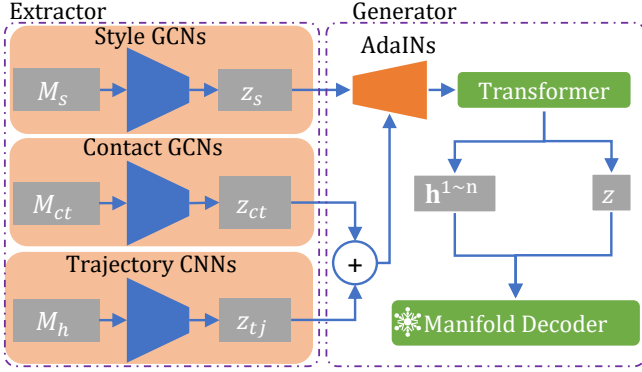 Extractor
Generator
Style GCNs
AdaINs
M_s
z_s
Transformer
Contact GCNs
M_ct
z_ct
h^1~n
z
+
Trajectory CNNs
M_h
z_tj
Manifold Decoder